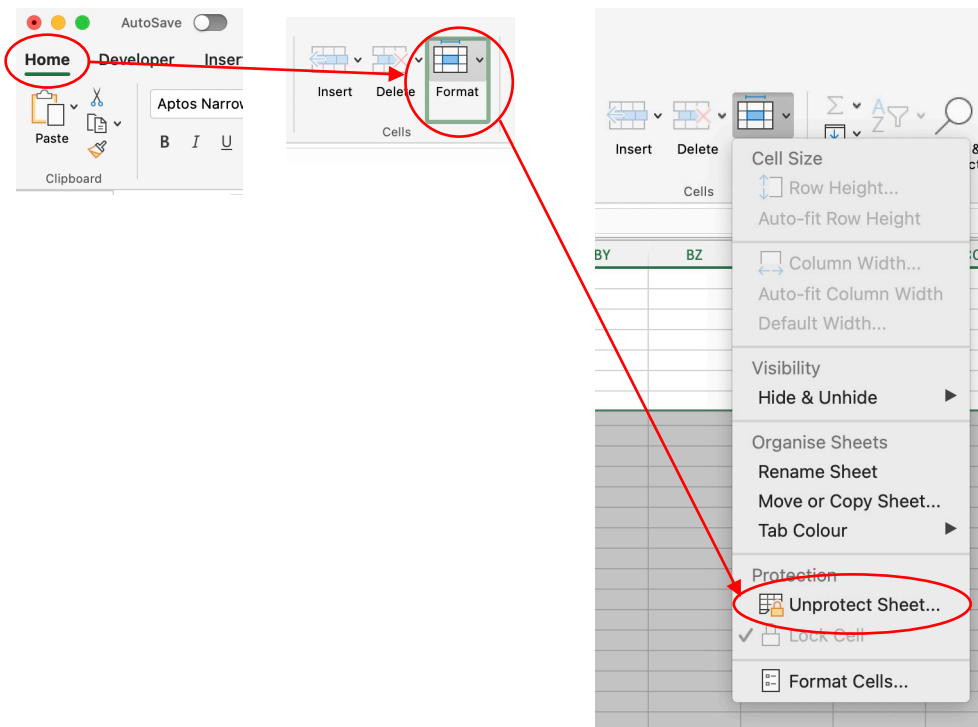 AutoSave
Home Developer Inser
Paste
Aptos Narrow
B I U
Clipboard
Insert Delete Format
Cells
Insert Delete
Cells
BY BZ
Cell Size
Row Height...
Auto-fit Row Height
Column Width...
Auto-fit Column Width
Default Width...
Visibility
Hide & Unhide
Organise Sheets
Rename Sheet
Move or Copy Sheet...
Tab Colour
Protection
Unprotect Sheet...
Lock Cell
Format Cells...